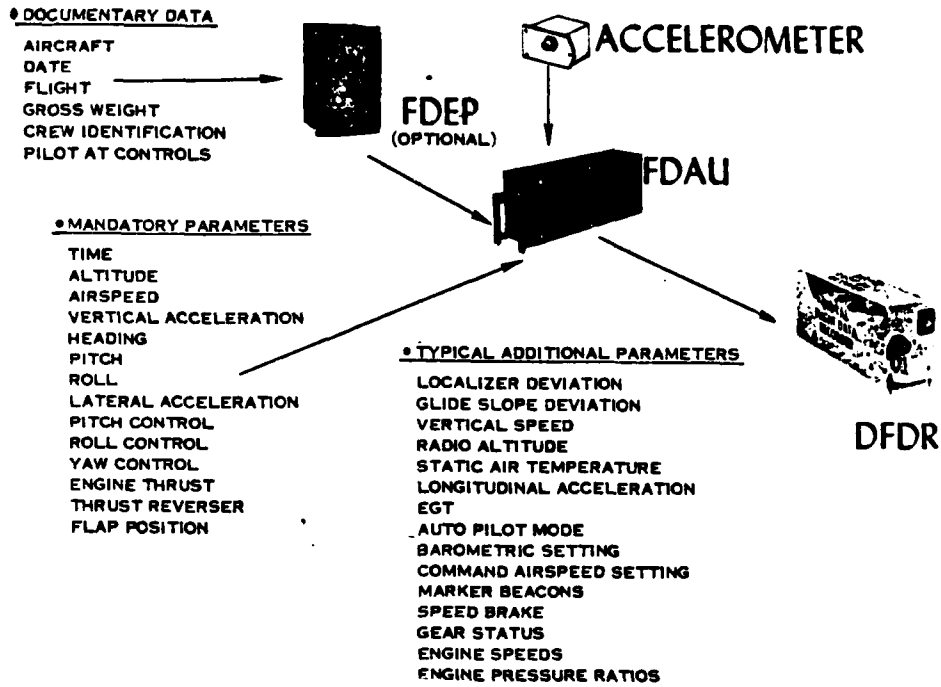 • DOCUMENTARY DATA
AIRCRAFT
DATE
FLIGHT
GROSS WEIGHT
CREW IDENTIFICATION
PILOT AT CONTROLS
FDEP
(OPTIONAL)
ACCELEROMETER
FDAU
• MANDATORY PARAMETERS
TIME
ALTITUDE
AIRSPEED
VERTICAL ACCELERATION
HEADING
PITCH
ROLL
LATERAL ACCELERATION
PITCH CONTROL
ROLL CONTROL
YAW CONTROL
ENGINE THRUST
THRUST REVERSER
FLAP POSITION
• TYPICAL ADDITIONAL PARAMETERS
LOCALIZER DEVIATION
GLIDE SLOPE DEVIATION
VERTICAL SPEED
RADIO ALTITUDE
STATIC AIR TEMPERATURE
LONGITUDINAL ACCELERATION
EGT
AUTO PILOT MODE
BAROMETRIC SETTING
COMMAND AIRSPEED SETTING
MARKER BEACONS
SPEED BRAKE
GEAR STATUS
ENGINE SPEEDS
ENGINE PRESSURE RATIOS
FLIGHT DATA
RECORDER
DFDR